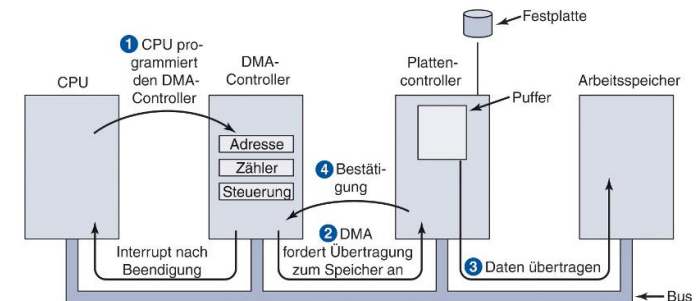 Festplatte
1 CPU pro-
grammiert
den DMA-
Controller
CPU
DMA-
Controller
Platten-
controller
Arbeitsspeicher
Puffer
Adresse
Zähler
Steuerung
4 Bestäti-
gung
2 DMA
fordert Übertragung
zum Speicher an
Interrupt nach
Beendigung
3 Daten übertragen
Bus